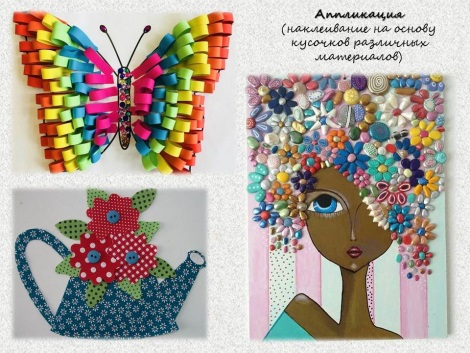 Аппликация
(наклеивание на основу
кусочков различных
материалов)